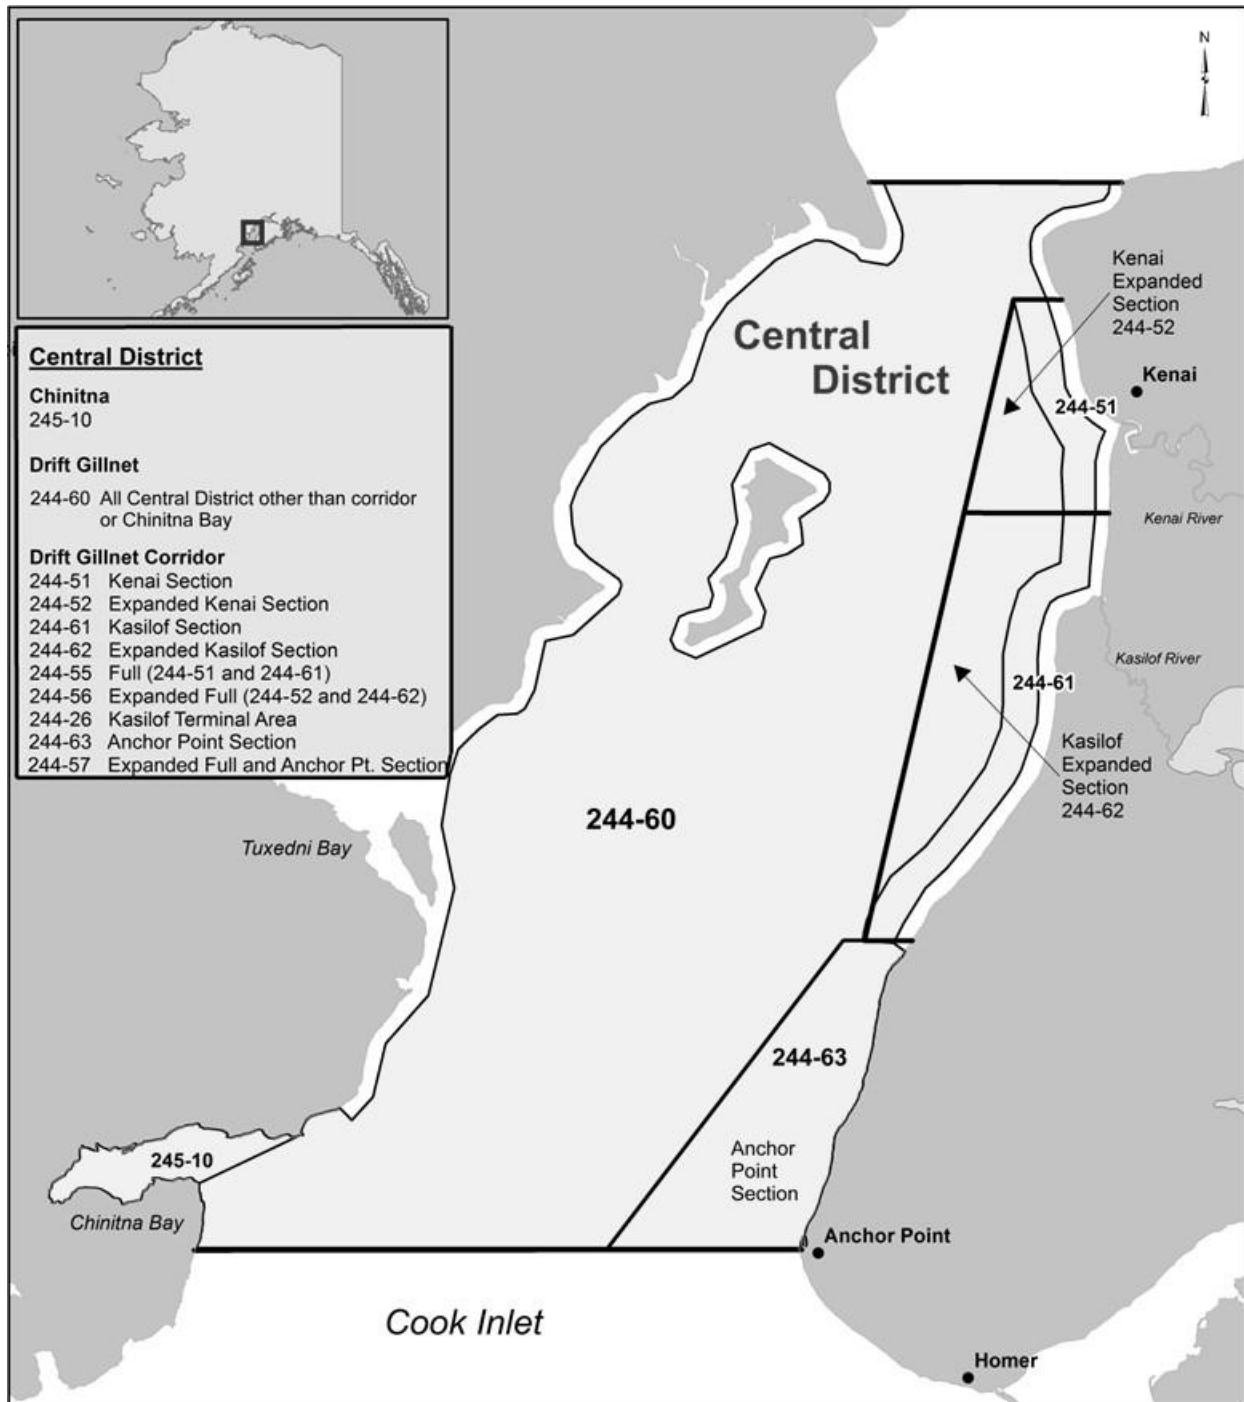 N
Central District
Chinitna
245-10
Drift Gillnet
244-60 All Central District other than corridor
or Chinitna Bay
Drift Gillnet Corridor
244-51 Kenai Section
244-52 Expanded Kenai Section
244-61 Kasilof Section
244-62 Expanded Kasilof Section
244-55 Full (244-51 and 244-61)
244-56 Expanded Full (244-52 and 244-62)
244-26 Kasilof Terminal Area
244-63 Anchor Point Section
244-57 Expanded Full and Anchor Pt. Section
Kenai
Expanded
Section
244-52
Central
District
Kenai
244-51
Kenai River
Kasilof River
244-61
Kasilof
Expanded
Section
244-62
244-60
Tuxedni Bay
244-63
Anchor
Point
Section
245-10
Chinitna Bay
Anchor Point
Cook Inlet
Homer